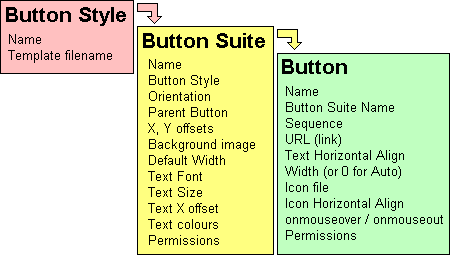 Button Style
Name
Template filename
Button Suite
Name
Button Style
Orientation
Parent Button
X, Y offsets
Background image
Default Width
Text Font
Text Size
Text X offset
Text colours
Permissions
Button
Name
Button Suite Name
Sequence
URL (link)
Text Horizontal Align
Width (or 0 for Auto)
Icon file
Icon Horizontal Align
onmouseover / onmouseout
Permissions